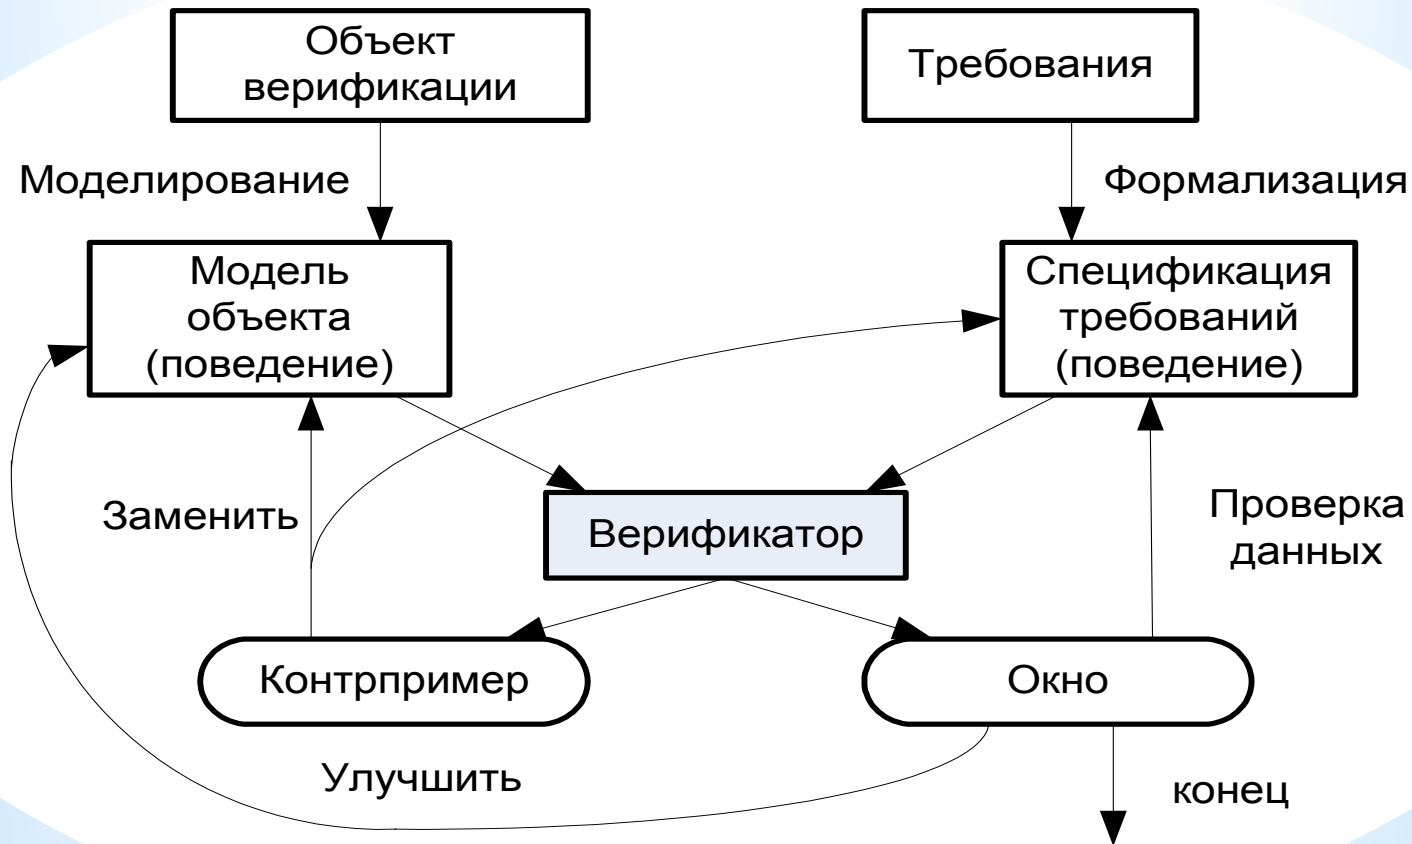 Объект
верификации
Требования
Моделирование
Формализация
Модель
объекта
(поведение)
Спецификация
требований
(поведение)
Заменить
Верификатор
Проверка
данных
Контрпример
Окно
Улучшить
конец